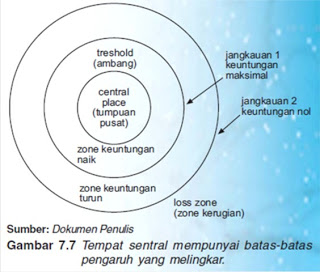 treshold
(ambang)
central
place
(tumpuan
pusat)
zone keuntungan
naik
zone keuntungan
turun
jangkauan 1
keuntungan
maksimal
jangkauan 2
keuntungan nol
loss zone
(zone kerugian)
Sumber: Dokumen Penulis
Gambar 7.7 Tempat sentral mempunyai batas-batas
pengaruh yang melingkar.